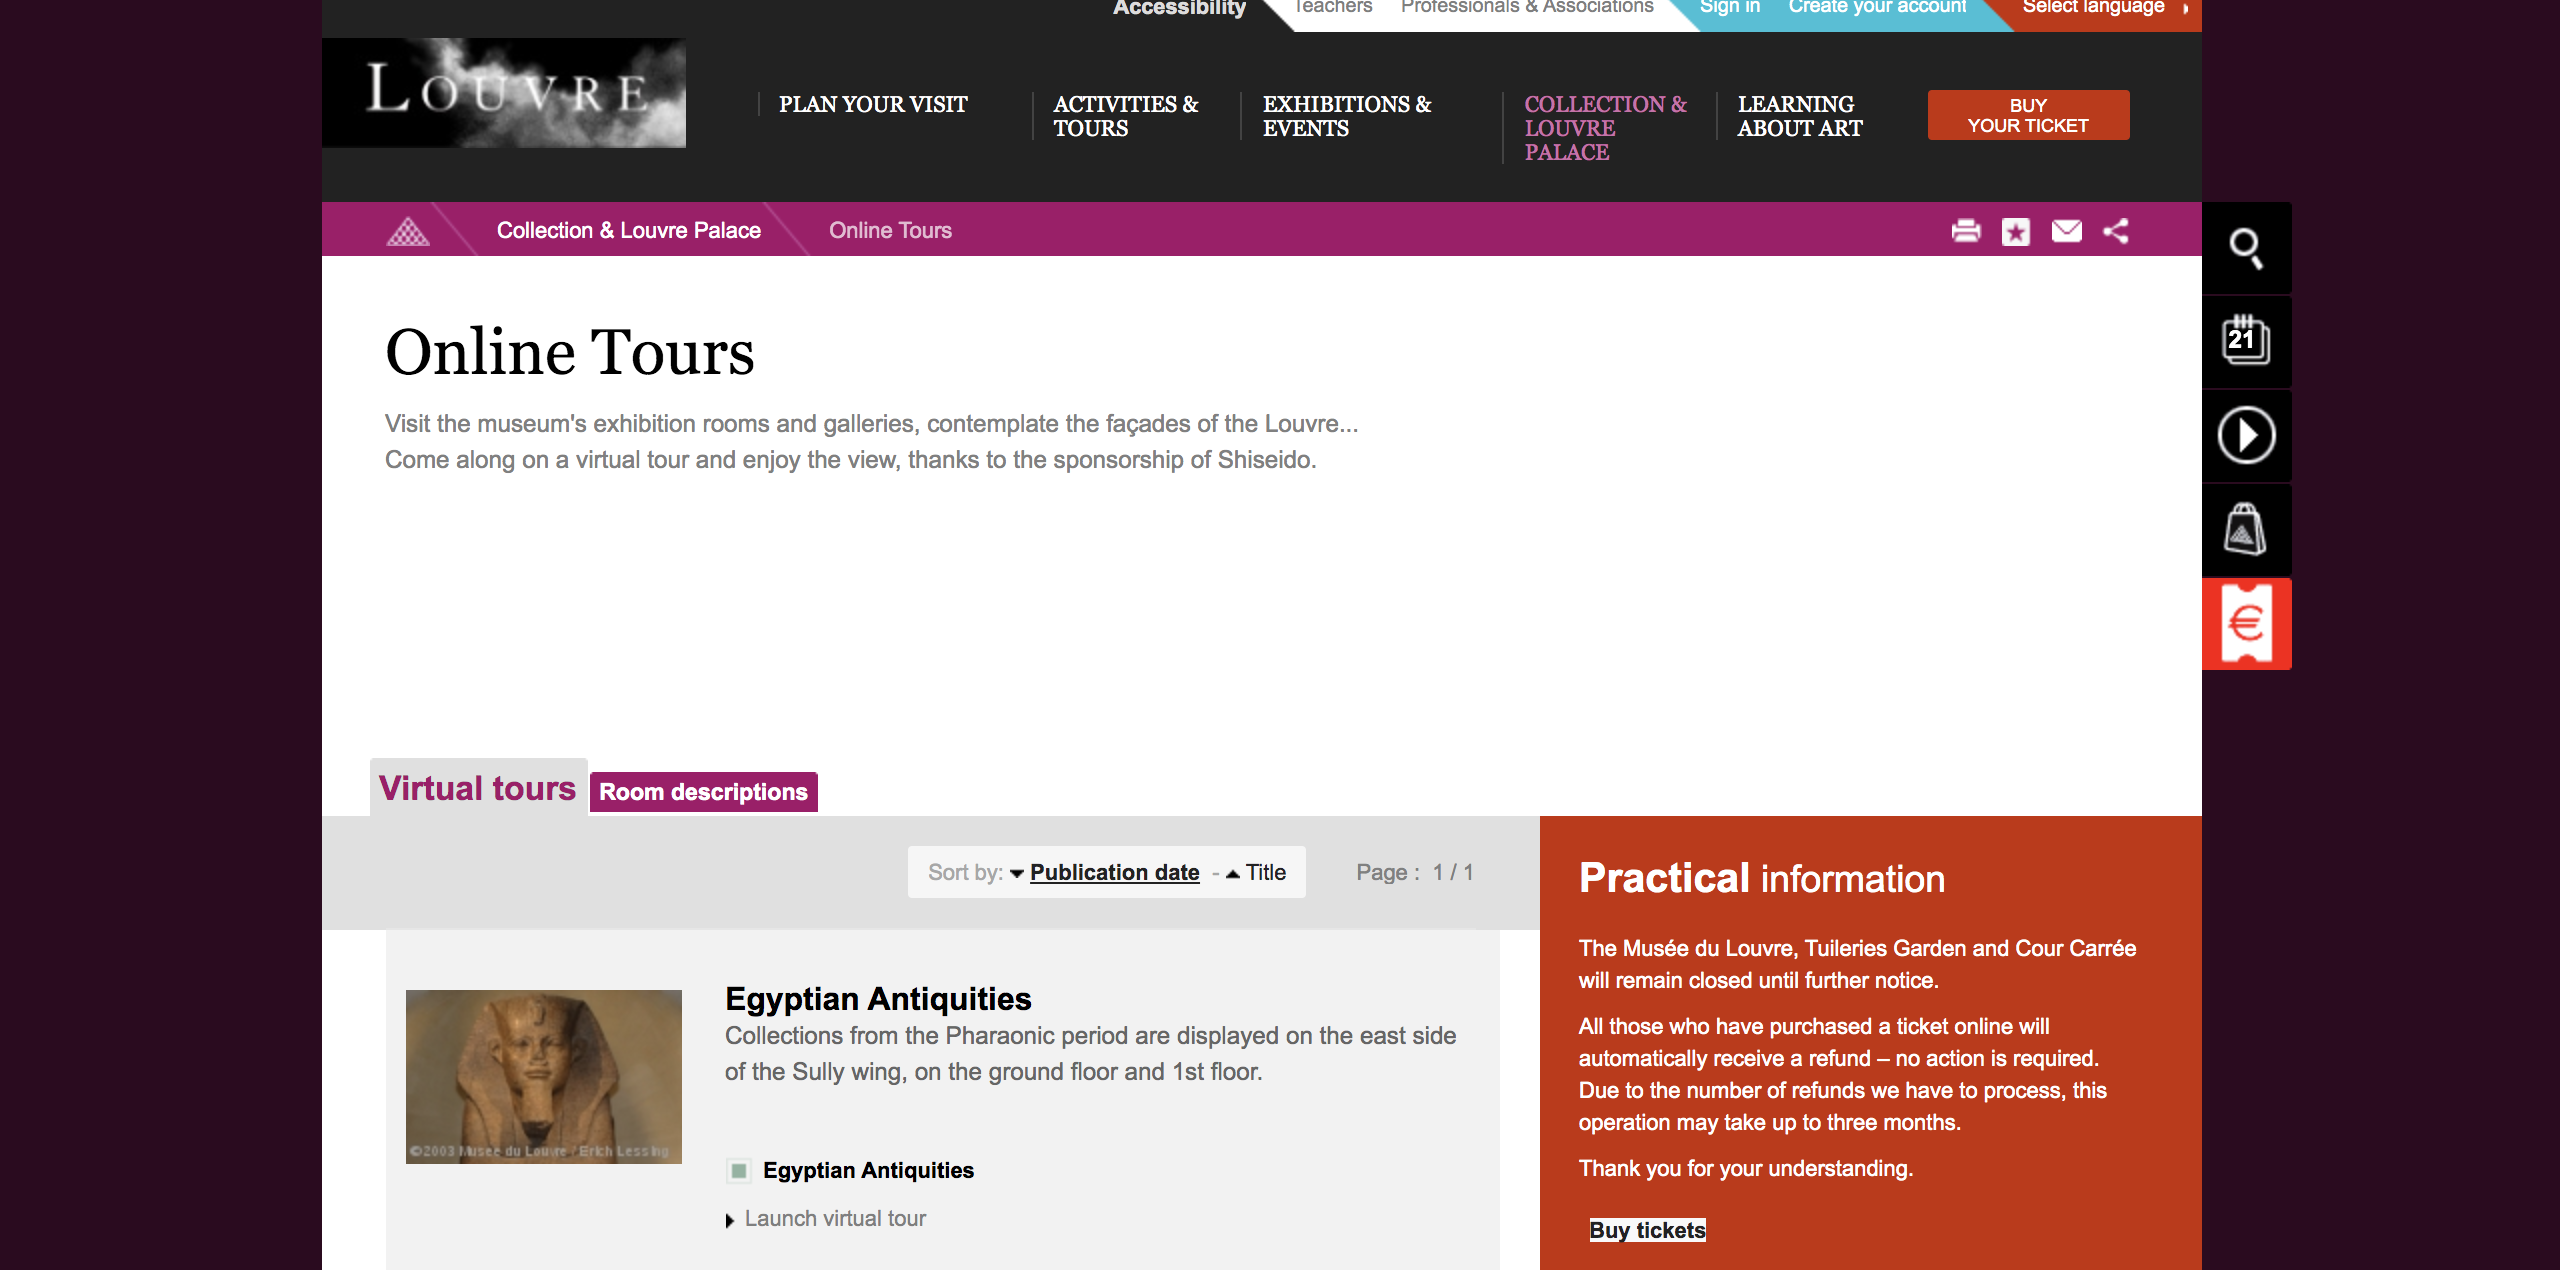 Accessibility
Teachers
Professionals & Associations
Sign in
Create your account
Select language
LOUVRE
PLAN YOUR VISIT
ACTIVITIES &
TOURS
EXHIBITIONS &
EVENTS
COLLECTION &
LOUVRE
PALACE
LEARNING
ABOUT ART
BUY
YOUR TICKET
Collection & Louvre Palace
Online Tours
21
€
Online Tours
Visit the museum's exhibition rooms and galleries, contemplate the façades of the Louvre...
Come along on a virtual tour and enjoy the view, thanks to the sponsorship of Shiseido.
Virtual tours
Room descriptions
Sort by: Publication date - Title
Page : 1 / 1
Egyptian Antiquities
Collections from the Pharaonic period are displayed on the east side
of the Sully wing, on the ground floor and 1st floor.
©2003 Musée du Louvre / Erich Lessing
Egyptian Antiquities
Launch virtual tour
Practical information
The Musée du Louvre, Tuileries Garden and Cour Carrée
will remain closed until further notice.
All those who have purchased a ticket online will
automatically receive a refund – no action is required.
Due to the number of refunds we have to process, this
operation may take up to three months.
Thank you for your understanding.
Buy tickets